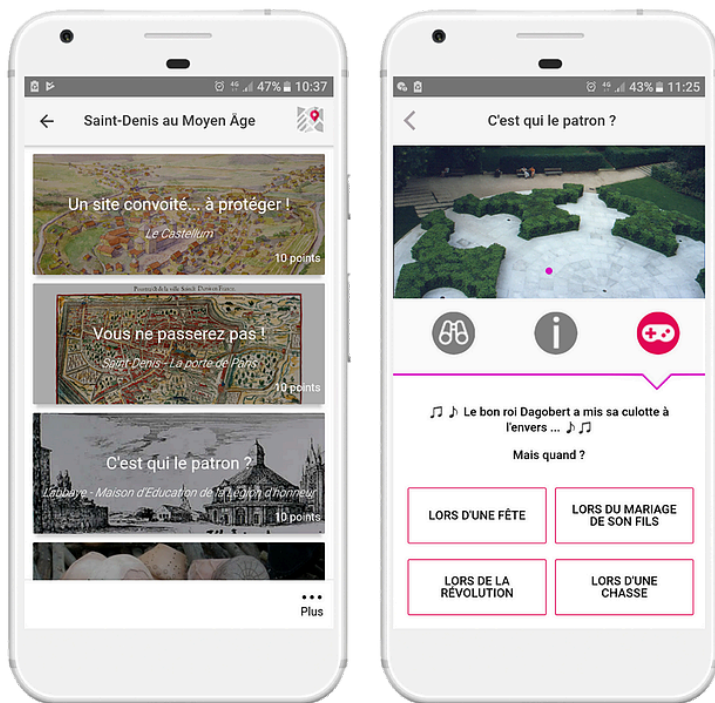 47% 10:37
Saint-Denis au Moyen Âge
Un site convoité... à protéger !
Le Castellum
10 points
Vous ne passerez pas !
Saint-Denis - La porte de Paris
10 points
C'est qui le patron ?
L'abbaye - Maison d'Education de la Légion d'honneur
10 points
Plus
4G 43% 11:25
C'est qui le patron ?
♫ ♪ Le bon roi Dagobert a mis sa culotte à
l'envers ... ♪ ♫
Mais quand ?
LORS D'UNE FÊTE
LORS DU MARIAGE
DE SON FILS
LORS DE LA
RÉVOLUTION
LORS D'UNE
CHASSE